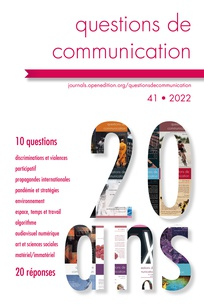 questions de
communication
journals.openedition.org/questionsdecommunication
41 • 2022
10 questions
discriminations et violences
participatif
propagandes internationales
pandémie et stratégies
environnement
espace, temps et travail
algorithme
audiovisuel numérique
art et sciences sociales
matériel/immatériel
20 réponses
20
ans